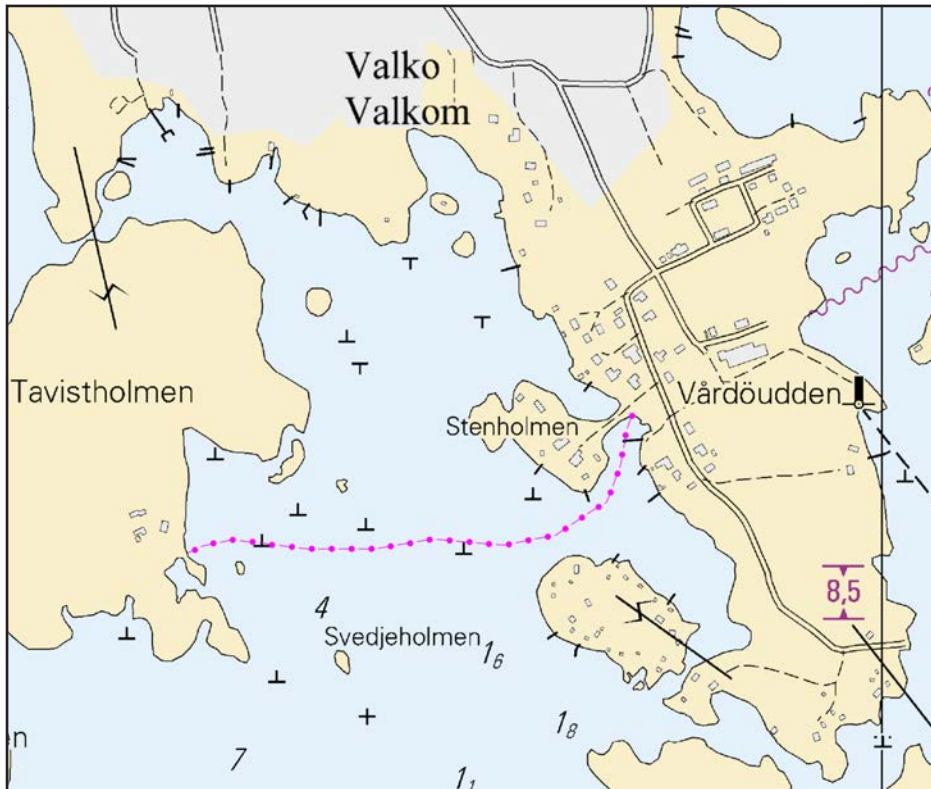 Valko
Valkom
Tavistholmen
Stenholmen
Vårdöudden
8,5
4
Svedjeholmen
1₆
1₈
n
7
1₁